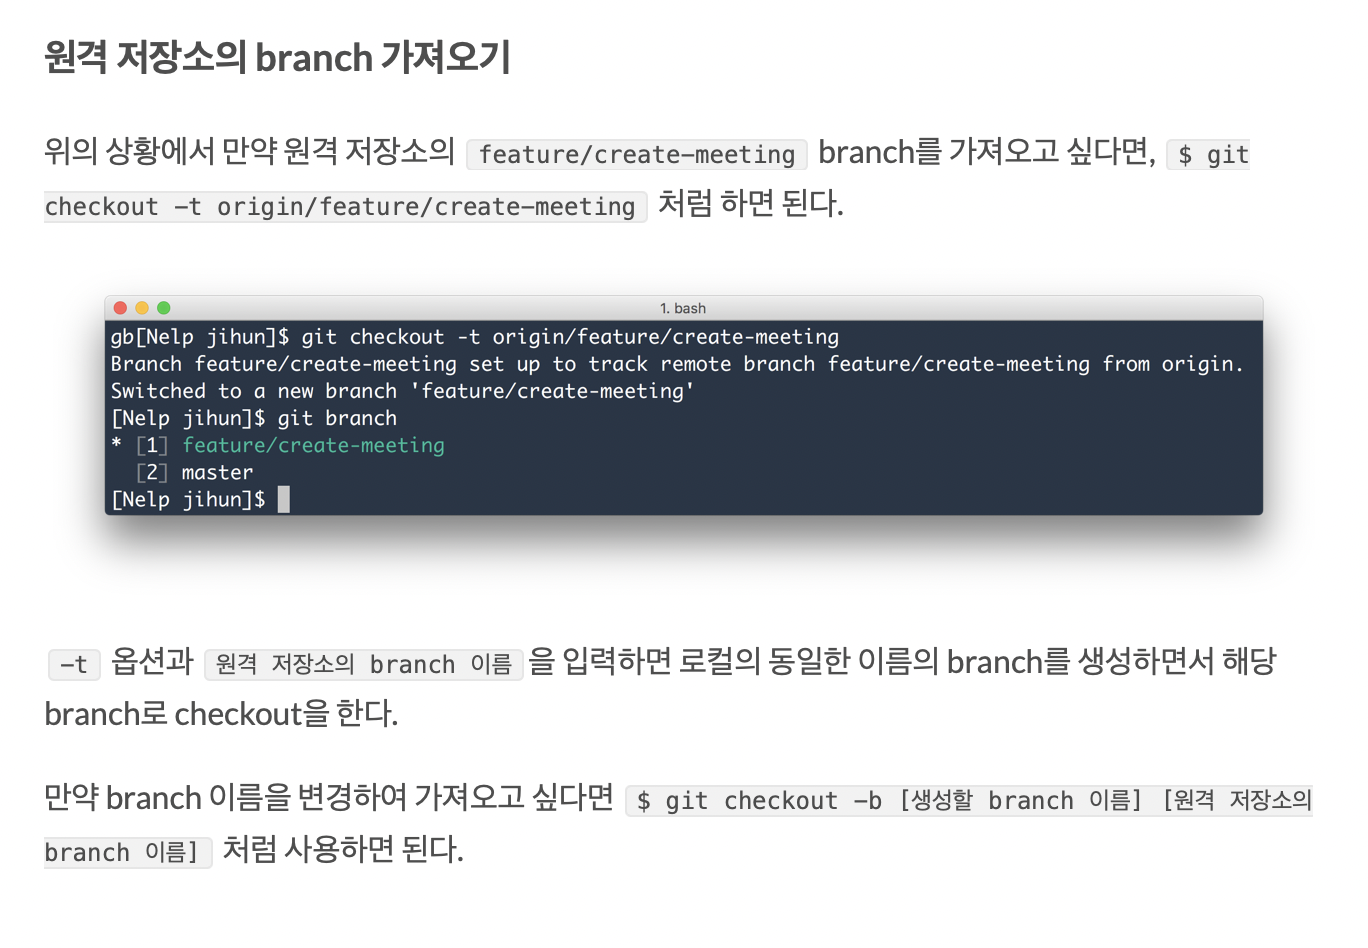 원격 저장소의 branch 가져오기
위의 상황에서 만약 원격 저장소의 feature/create-meeting branch를 가져오고 싶다면, $ git
checkout -t origin/feature/create-meeting 처럼 하면 된다.
1. bash
gb[Nelp jihun]$ git checkout -t origin/feature/create-meeting
Branch feature/create-meeting set up to track remote branch feature/create-meeting from origin.
Switched to a new branch 'feature/create-meeting'
[Nelp jihun]$ git branch
* [1] feature/create-meeting
[2] master
[Nelp jihun]$
-t 옵션과 원격 저장소의 branch 이름 을 입력하면 로컬의 동일한 이름의 branch를 생성하면서 해당
branch로 checkout을 한다.
만약 branch 이름을 변경하여 가져오고 싶다면 $ git checkout -b [생성할 branch 이름] [원격 저장소의
branch 이름] 처럼 사용하면 된다.